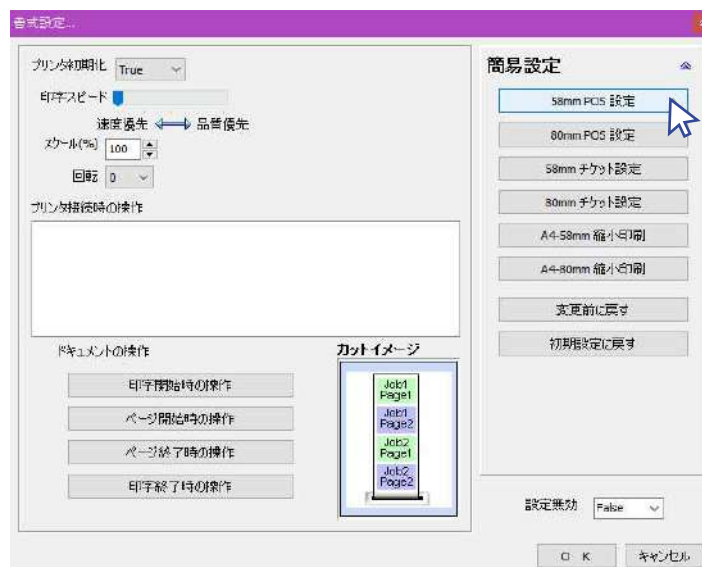 書式設定...
プリンタ初期化 True
印字スピード
速度優先 品質優先
スケール(%) 100
回転 0
プリンタ接続時の操作
ドキュメントの操作
印字開始時の操作
ページ開始時の操作
ページ終了時の操作
印字終了時の操作
カットイメージ
Job1
Page1
Job1
Page2
Job2
Page1
Job2
Page2
簡易設定
58mm POS 設定
80mm POS 設定
58mm チケット設定
80mm チケット設定
A4-58mm 縮小印刷
A4-80mm 縮小印刷
変更前に戻す
初期設定に戻す
設定無効 False
O K キャンセル